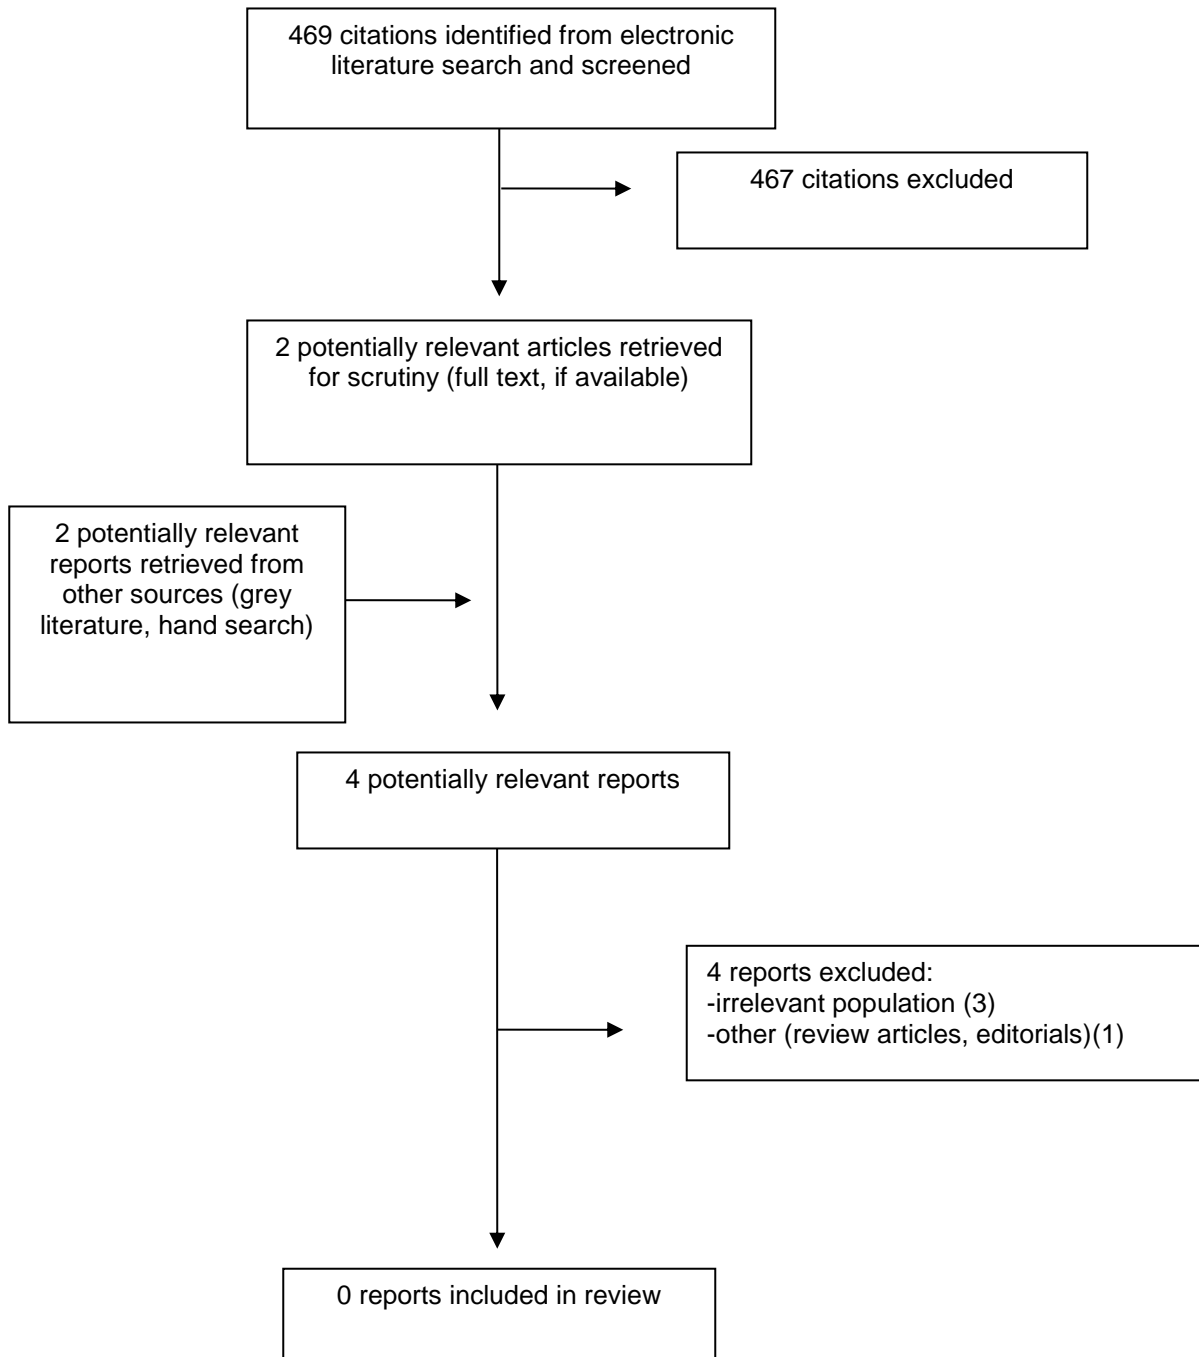 469 citations identified from electronic
literature search and screened
467 citations excluded
2 potentially relevant articles retrieved
for scrutiny (full text, if available)
2 potentially relevant
reports retrieved from
other sources (grey
literature, hand search)
4 potentially relevant reports
4 reports excluded:
-irrelevant population (3)
-other (review articles, editorials)(1)
0 reports included in review